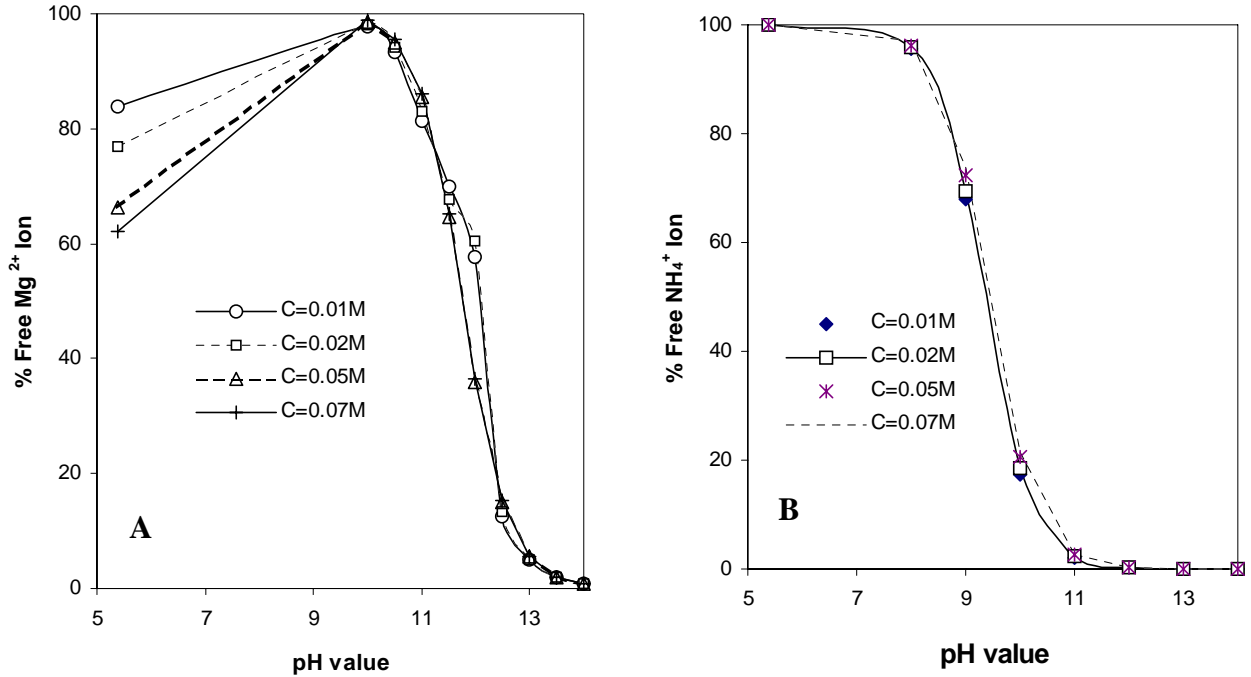 100
80
60
40
20
0
% Free Mg 2+ Ion
C=0.01M
C=0.02M
C=0.05M
C=0.07M
A
5
7
9
11
13
pH value
100
80
60
40
20
0
% Free NH4+ Ion
C=0.01M
C=0.02M
C=0.05M
C=0.07M
B
5
7
9
11
13
pH value